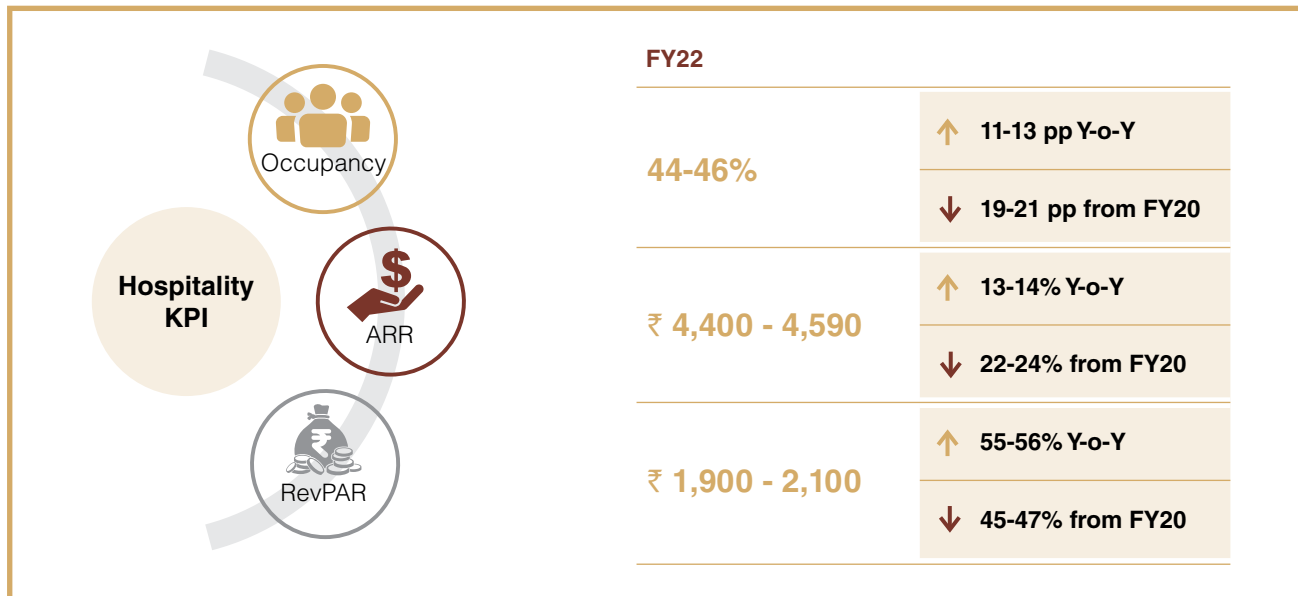 Hospitality
KPI
Occupancy
$
ARR
₹
RevPAR
FY22
44-46%
↑ 11-13 pp Y-o-Y
↓ 19-21 pp from FY20
₹ 4,400 - 4,590
↑ 13-14% Y-o-Y
↓ 22-24% from FY20
₹ 1,900 - 2,100
↑ 55-56% Y-o-Y
↓ 45-47% from FY20